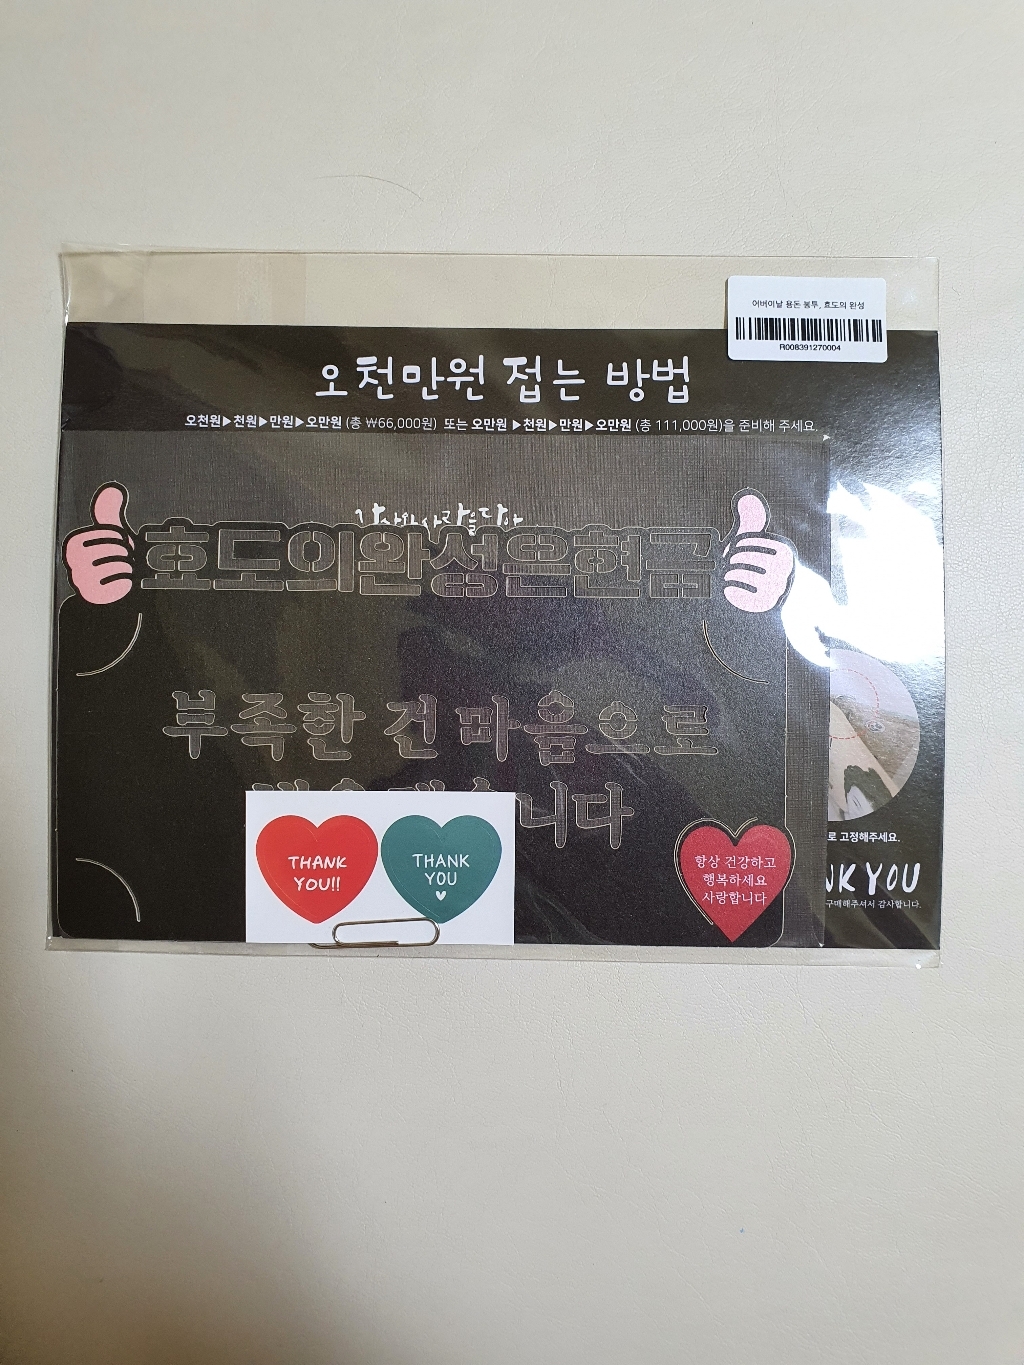 어버이날 용돈 봉투, 효도의 완성
R008391270004
오천만원 접는 방법
오천원▶천원▶만원▶오만원 (총 ₩66,000원) 또는 오만원 ▶천원▶만원▶오만원 (총 111,000원)을 준비해 주세요.
효도의완성은현금
부족한 건 마음으로
니다
THANK
YOU!!
THANK
YOU
항상 건강하고
행복하세요
사랑합니다
로 고정해주세요.
NK YOU
구매해주셔서 감사합니다.